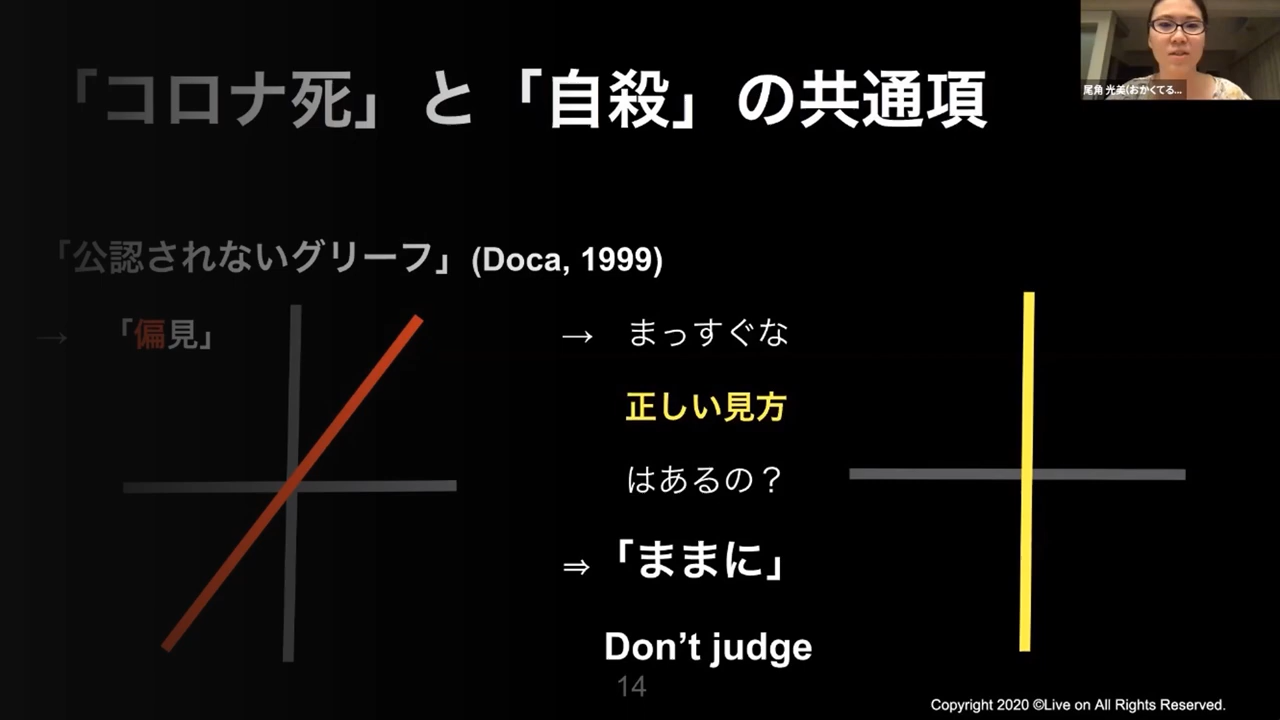 「コロナ死」と「自殺」の共通項
尾角 光美(おかくてる...
「公認されないグリーフ」(Doca, 1999)
→ 「偏見」
→ まっすぐな
正しい見方
はあるの？
⇒「ままに」
Don’t judge
14
Copyright 2020 ©Live on All Rights Reserved.